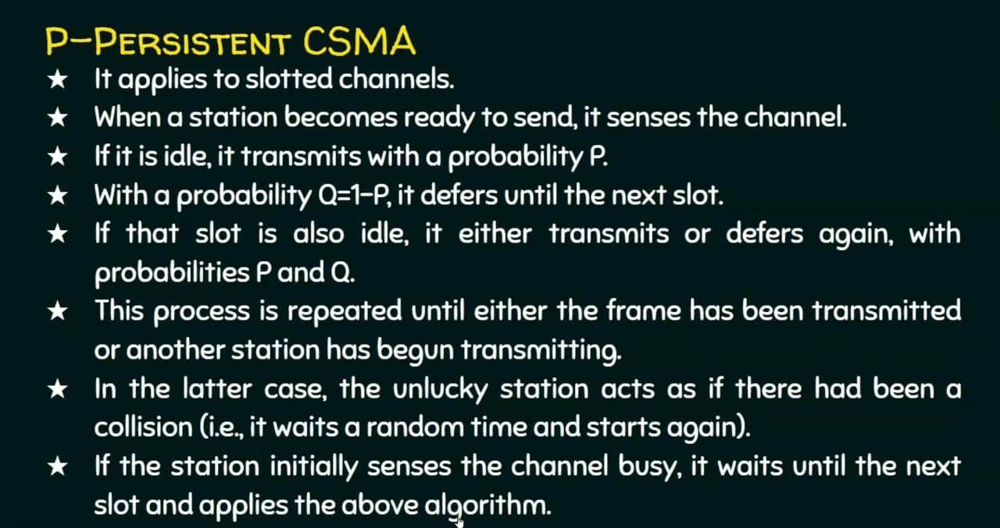 P-Persistent CSMA
★ It applies to slotted channels.
★ When a station becomes ready to send, it senses the channel.
★ If it is idle, it transmits with a probability P.
★ With a probability Q=1-P, it defers until the next slot.
★ If that slot is also idle, it either transmits or defers again, with
probabilities P and Q.
★ This process is repeated until either the frame has been transmitted
or another station has begun transmitting.
★ In the latter case, the unlucky station acts as if there had been a
collision (i.e., it waits a random time and starts again).
★ If the station initially senses the channel busy, it waits until the next
slot and applies the above algorithm.